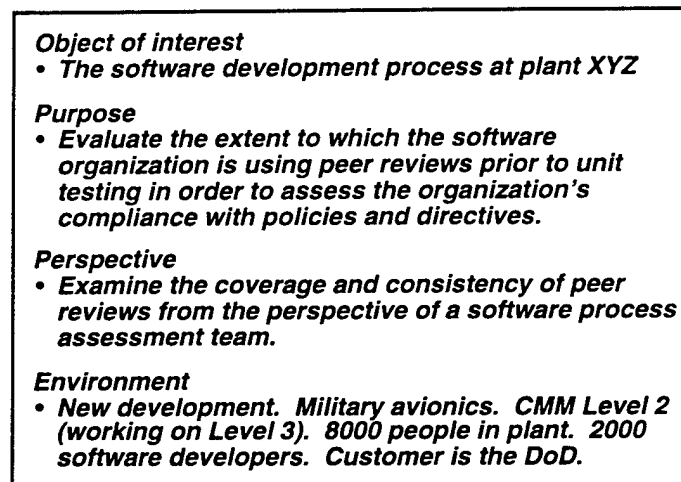 Object of interest
• The software development process at plant XYZ
Purpose
• Evaluate the extent to which the software
organization is using peer reviews prior to unit
testing in order to assess the organization's
compliance with policies and directives.
Perspective
• Examine the coverage and consistency of peer
reviews from the perspective of a software process
assessment team.
Environment
• New development. Military avionics. CMM Level 2
(working on Level 3). 8000 people in plant. 2000
software developers. Customer is the DoD.